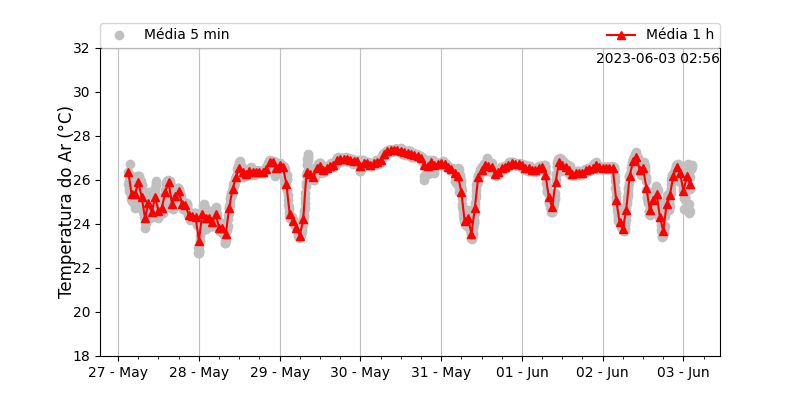 Média 5 min
Média 1 h
2023-06-03 02:56
Temperatura do Ar (°C)
32
30
28
26
24
22
20
18
27 - May
28 - May
29 - May
30 - May
31 - May
01 - Jun
02 - Jun
03 - Jun